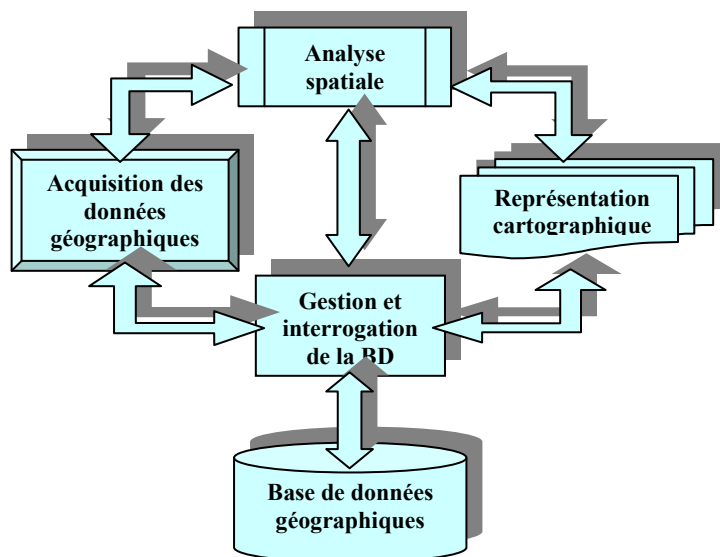 Analyse
spatiale
Acquisition des
données
géographiques
Représentation
cartographique
Gestion et
interrogation
de la BD
Base de données
géographiques